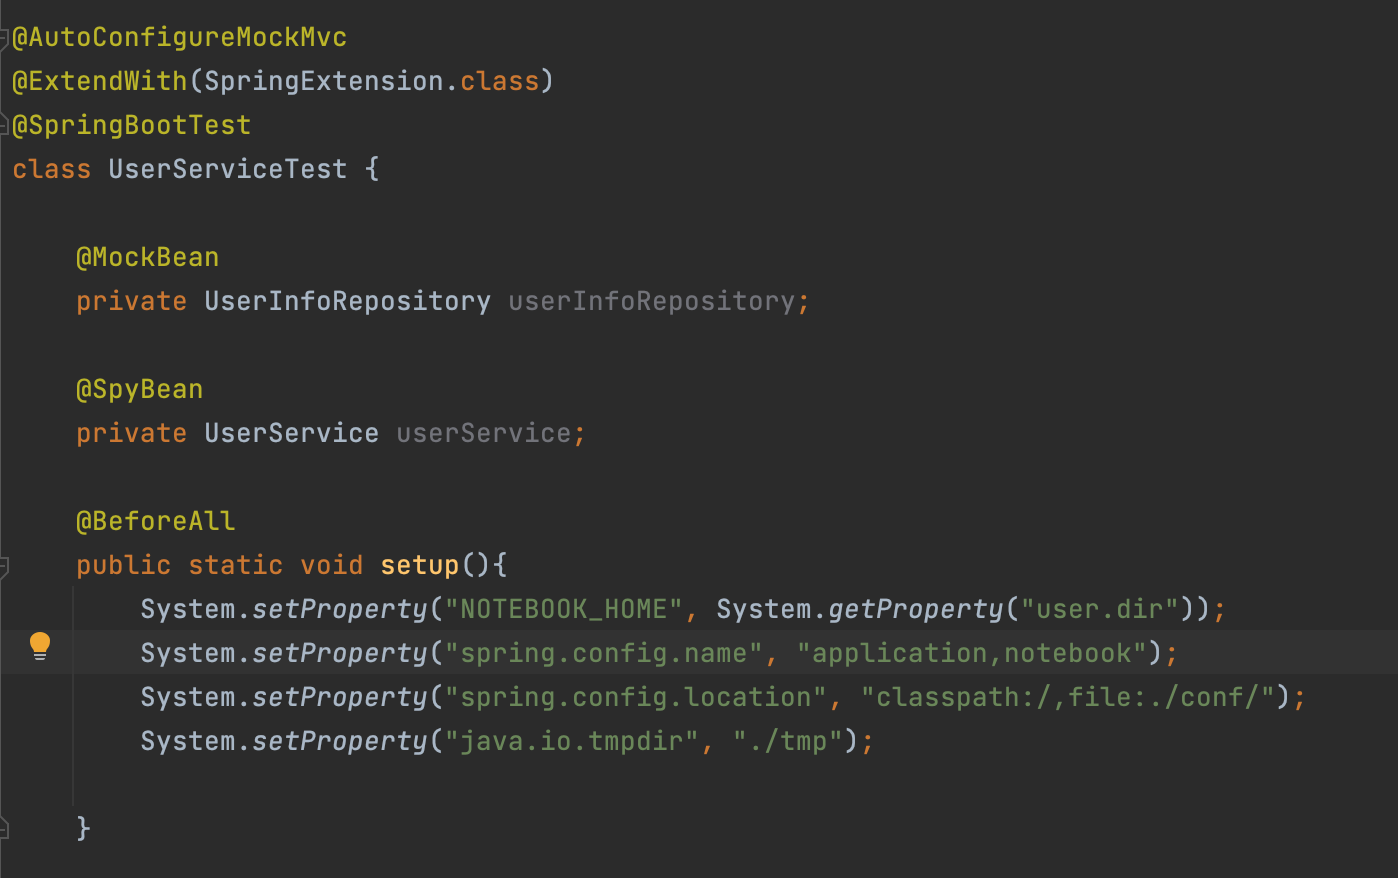 @AutoConfigureMockMvc
@ExtendWith(SpringExtension.class)
@SpringBootTest
class UserServiceTest {
@MockBean
private UserInfoRepository userInfoRepository;
@SpyBean
private UserService userService;
@BeforeAll
public static void setup(){
System.setProperty("NOTEBOOK_HOME", System.getProperty("user.dir"));
System.setProperty("spring.config.name", "application,notebook");
System.setProperty("spring.config.location", "classpath:/,file:./conf/");
System.setProperty("java.io.tmpdir", "./tmp");
}